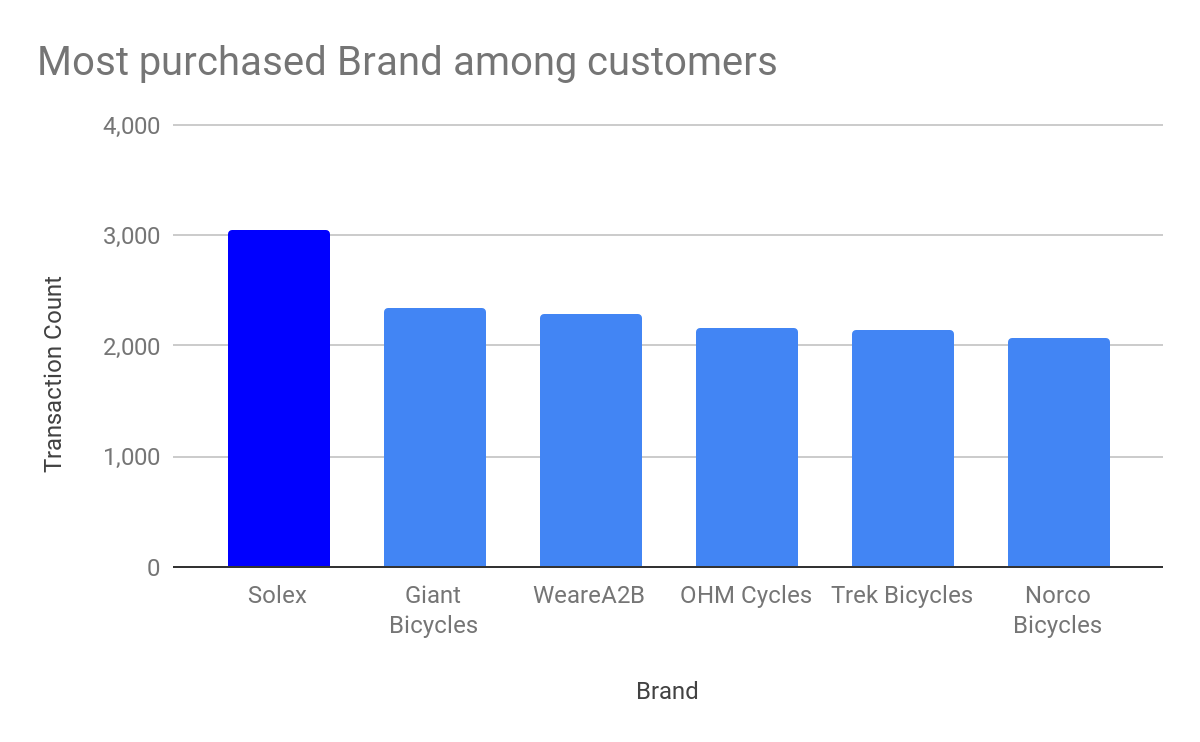 Most purchased Brand among customers
4,000
3,000
2,000
1,000
0
Transaction Count
Solex
Giant
Bicycles
WeareA2B
OHM Cycles
Trek Bicycles
Norco
Bicycles
Brand